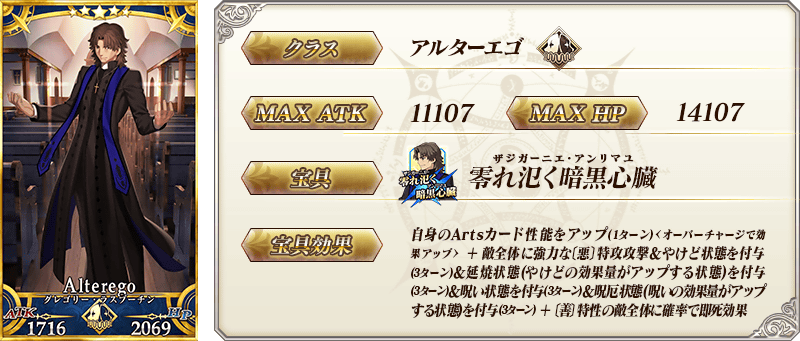 Alterego
グレゴリー・ラスプーチン
ATK 1716 HP 2069
クラス アルターエゴ
MAX ATK 11107 MAX HP 14107
宝具
ザジガーニエ・アンリマユ
零れ氾く暗黒心臓
零れ氾く
暗黒心臓
宝具効果
自身のArtsカード性能をアップ(1ターン)<オーバーチャージで効
果アップ> + 敵全体に強力な〔悪〕特攻攻撃&やけど状態を付与
(3ターン)&延焼状態(やけどの効果量がアップする状態)を付与
(3ターン)&呪い状態を付与(3ターン)&呪厄状態(呪いの効果量がアップ
する状態)を付与(3ターン) + 〔善〕特性の敵全体に確率で即死効果